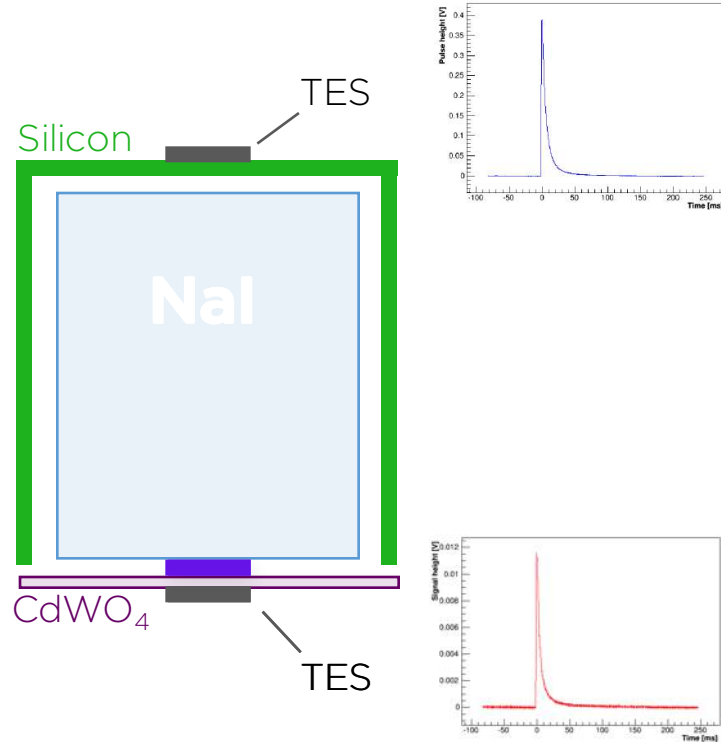 TES
Silicon
NaI
CdWO₄
TES
Pulse height [V]
0.4
0.35
0.3
0.25
0.2
0.15
0.1
0.05
0
-100 -50 0 50 100 150 200 250
Time [ms]
Signal height [V]
0.012
0.01
0.008
0.006
0.004
0.002
0
-100 -50 0 50 100 150 200 250
Time [ms]